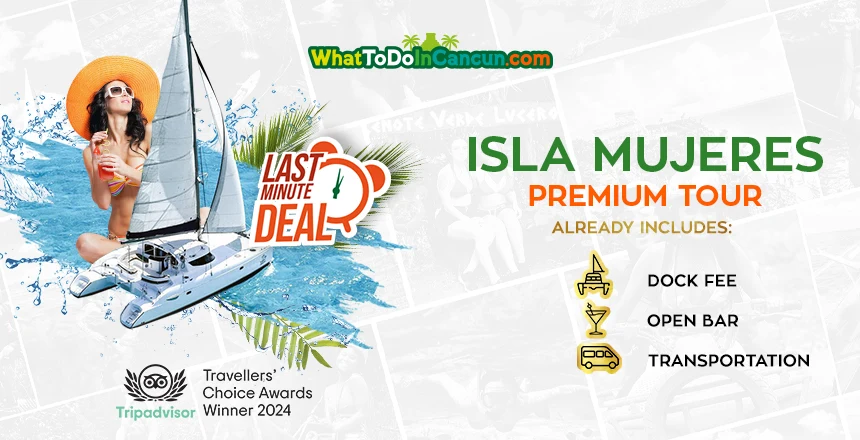 WhatToDoInCancun.com
LAST
MINUTE
DEAL
ISLA MUJERES
PREMIUM TOUR
ALREADY INCLUDES:
DOCK FEE
OPEN BAR
TRANSPORTATION
Tripadvisor
Travellers'
Choice Awards
Winner 2024